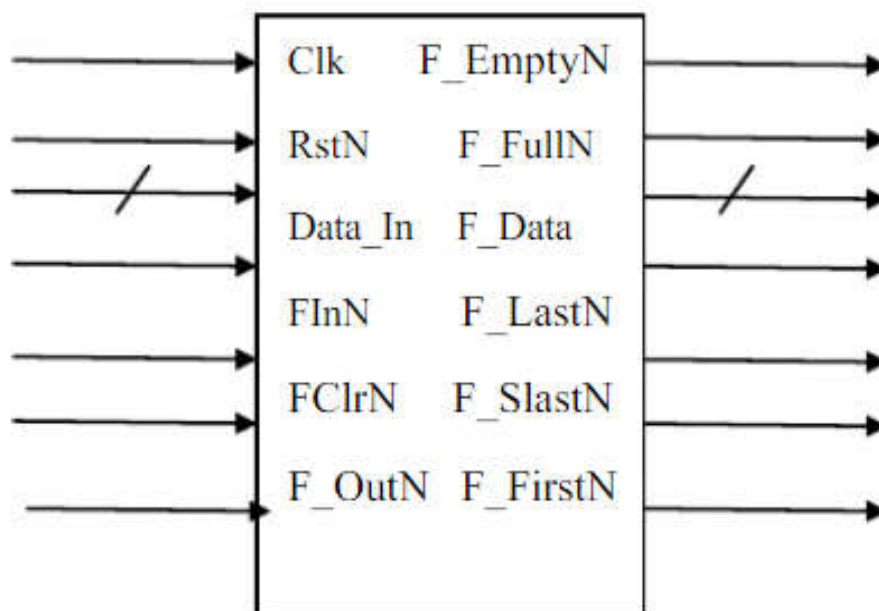 Clk F_EmptyN
RstN F_FullN
Data_In F_Data
FInN F_LastN
FClrN F_SlastN
F_OutN F_FirstN